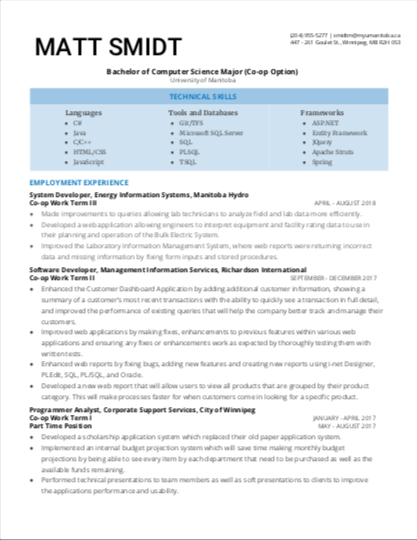 MATT SMIDT
(204) 955-5277 | smidtm@myumanitoba.ca
447 - 261 Goulet St., Winnipeg, MB R2H 0S3
Bachelor of Computer Science Major (Co-op Option)
University of Manitoba
TECHNICAL SKILLS
Languages Tools and Databases Frameworks
• C# • Git/TFS • ASP.NET
• Java • Microsoft SQL Server • Entity Framework
• C/C++ • SQL • JQuery
• HTML/CSS • PLSQL • Apache Struts
• JavaScript • TSQL • Spring
EMPLOYMENT EXPERIENCE
System Developer, Energy Information Systems, Manitoba Hydro
Co-op Work Term III APRIL - AUGUST 2018
• Made improvements to queries allowing lab technicians to analyze field and lab data more efficiently.
• Developed a web application allowing engineers to interpret equipment and facility rating data to use in
their planning and operation of the Bulk Electric System.
• Improved the Laboratory Information Management System, where web reports were returning incorrect
data and missing information by fixing form inputs and stored procedures.
Software Developer, Management Information Services, Richardson International
Co-op Work Term II SEPTEMBER - DECEMBER 2017
• Enhanced the Customer Dashboard Application by adding additional customer information, showing a
summary of a customer's most recent transactions with the ability to quickly see a transaction in full detail,
and improved the performance of existing queries that will help the company better track and manage their
customers.
• Improved web applications by making fixes, enhancements to previous features within various web
applications and ensuring any fixes or enhancements work as expected by thoroughly testing them with
written tests.
• Enhanced web reports by fixing bugs, adding new features and creating new reports using i-net Designer,
PLEdit, SQL, PL/SQL, and Oracle.
• Developed a new web report that will allow users to view all products that are grouped by their product
category. This will make processes faster for when customers come in looking for a specific product.
Programmer Analyst, Corporate Support Services, City of Winnipeg
Co-op Work Term I JANUARY - APRIL 2017
Part Time Position MAY - AUGUST 2017
• Developed a scholarship application system which replaced their old paper application system.
• Implemented an internal budget projection system which will save time making monthly budget
projections by being able to see every item by each department that need to be purchased as well as the
available funds remaining.
• Performed technical presentations to team members as well as soft presentations to clients to improve
the applications performance and usability.